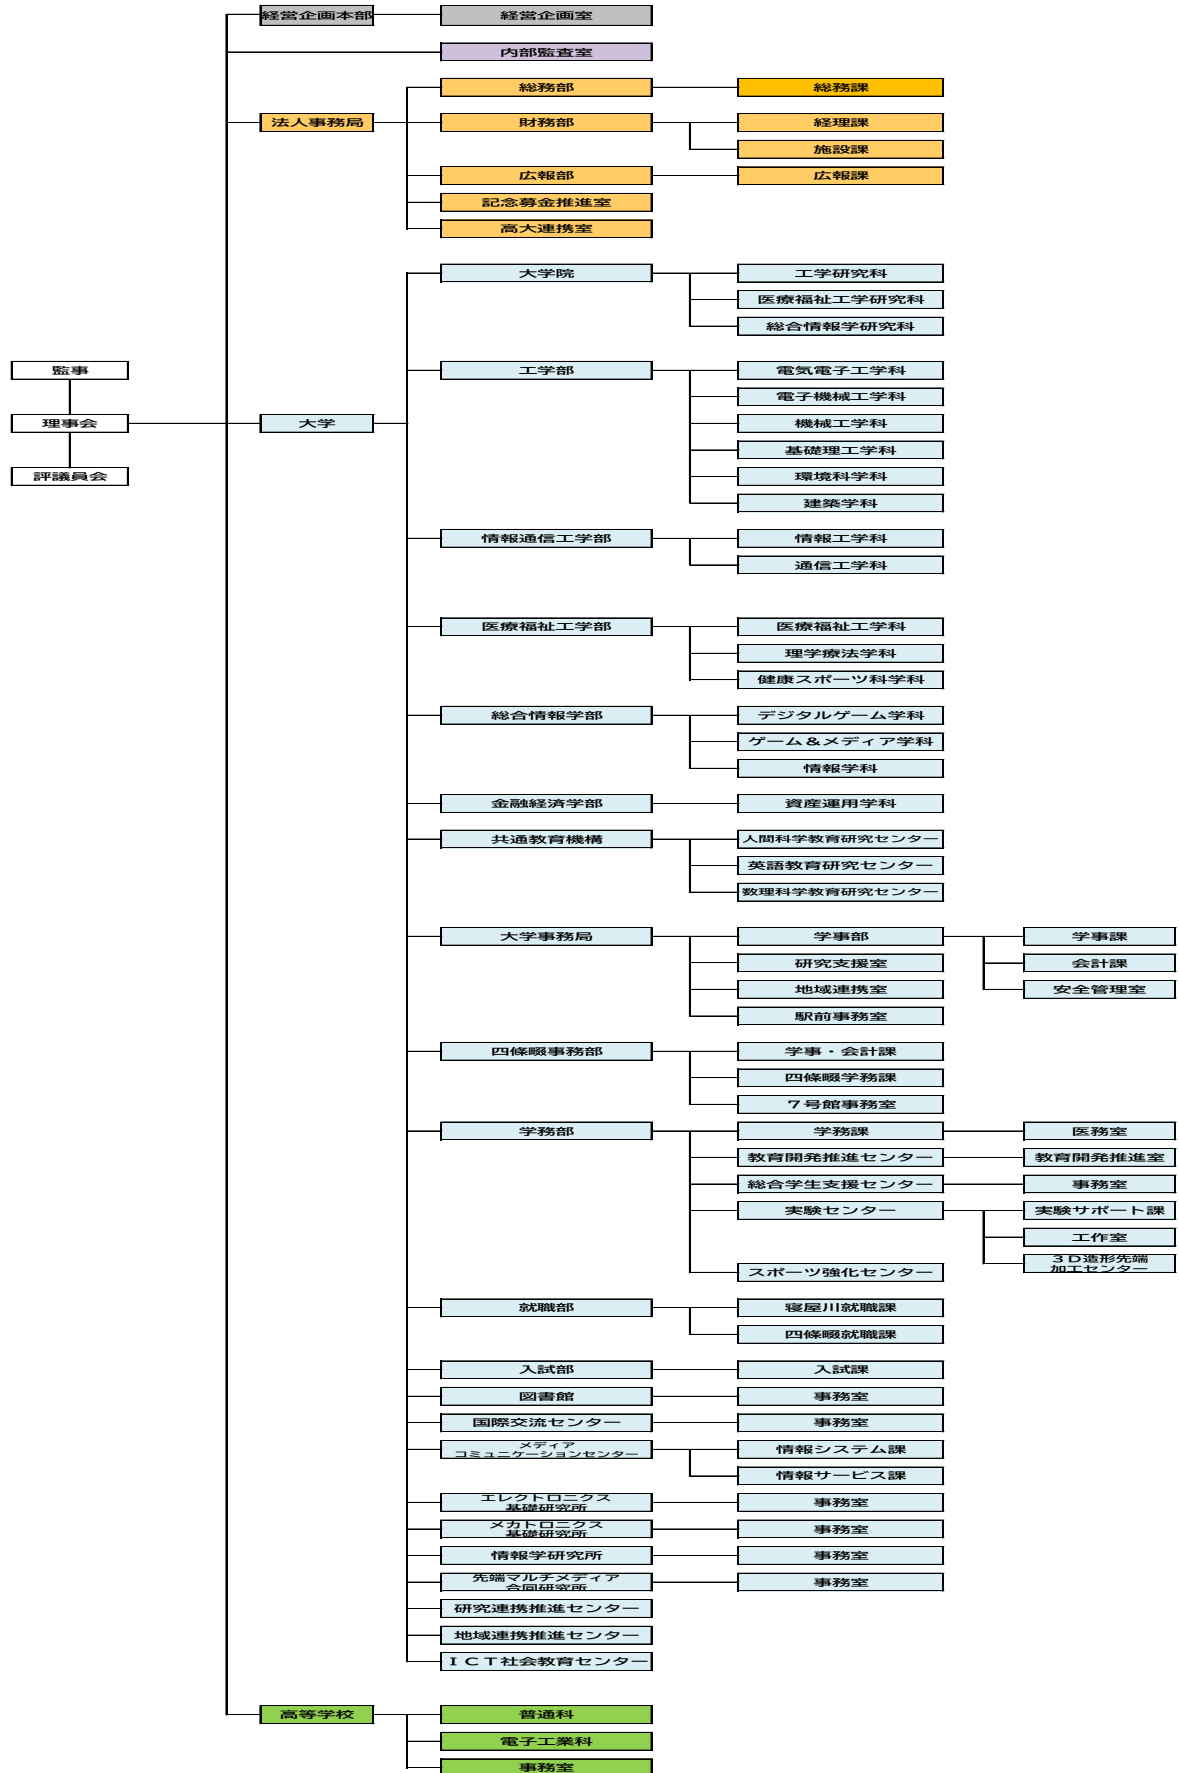 経営企画本部
経営企画室
内部監査室
総務部
総務課
法人事務局
財務部
経理課
施設課
広報部
広報課
記念募金推進室
高大連携室
大学院
工学研究科
医療福祉工学研究科
総合情報学研究科
監事
理事会
評議員会
大学
工学部
電気電子工学科
電子機械工学科
機械工学科
基礎理工学科
環境科学科
建築学科
情報通信工学部
情報工学科
通信工学科
医療福祉工学部
医療福祉工学科
理学療法学科
健康スポーツ科学科
総合情報学部
デジタルゲーム学科
ゲーム＆メディア学科
情報学科
金融経済学部
資産運用学科
共通教育機構
人間科学教育研究センター
英語教育研究センター
数理科学教育研究センター
大学事務局
学事部
学事課
研究支援室
会計課
地域連携室
安全管理室
駅前事務室
四條畷事務部
学事・会計課
四條畷学務課
７号館事務室
学務部
学務課
医務室
教育開発推進センター
教育開発推進室
総合学生支援センター
事務室
実験センター
実験サポート課
工作室
３Ｄ造形先端
加工センター
スポーツ強化センター
就職部
寝屋川就職課
四條畷就職課
入試部
入試課
図書館
事務室
国際交流センター
事務室
メディア
コミュニケーションセンター
情報システム課
情報サービス課
エレクトロニクス
基礎研究所
事務室
メカトロニクス
基礎研究所
事務室
情報学研究所
事務室
先端マルチメディア
合同研究所
事務室
研究連携推進センター
地域連携推進センター
ＩＣＴ社会教育センター
高等学校
普通科
電子工業科
事務室